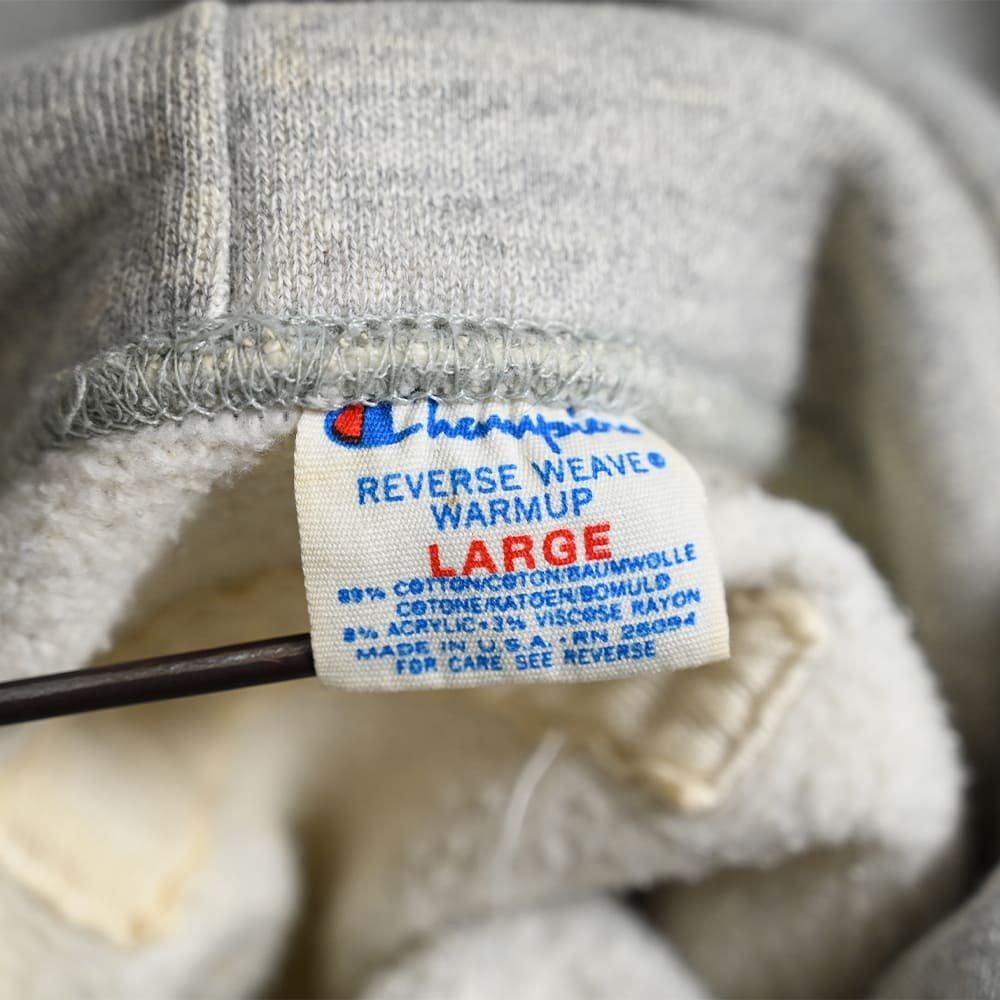 Champion
REVERSE WEAVE®
WARMUP
LARGE
89% COTTON/COTON/BAUMWOLLE
COTONE/KATOEN/BOMULD
8% ACRYLIC•3% VISCOSE RAYON
MADE IN U.S.A.•RN 26094
FOR CARE SEE REVERSE